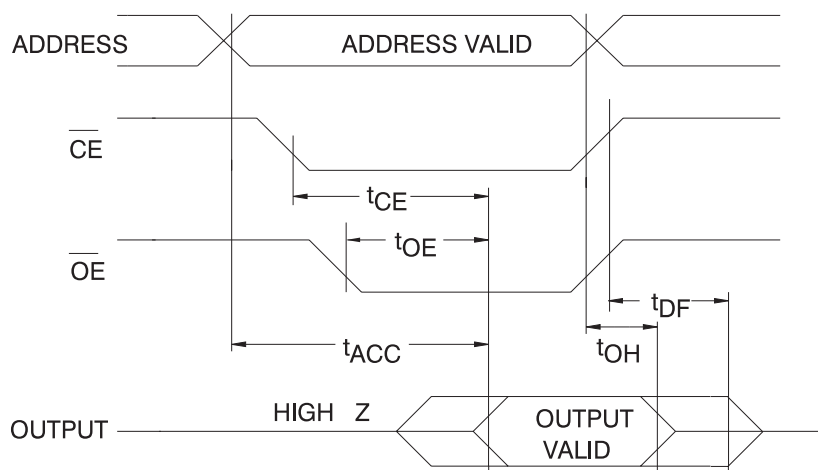 ADDRESS ADDRESS VALID
CE
tCE
OE
tOE
tDF
tACC
tOH
OUTPUT HIGH Z OUTPUT
VALID